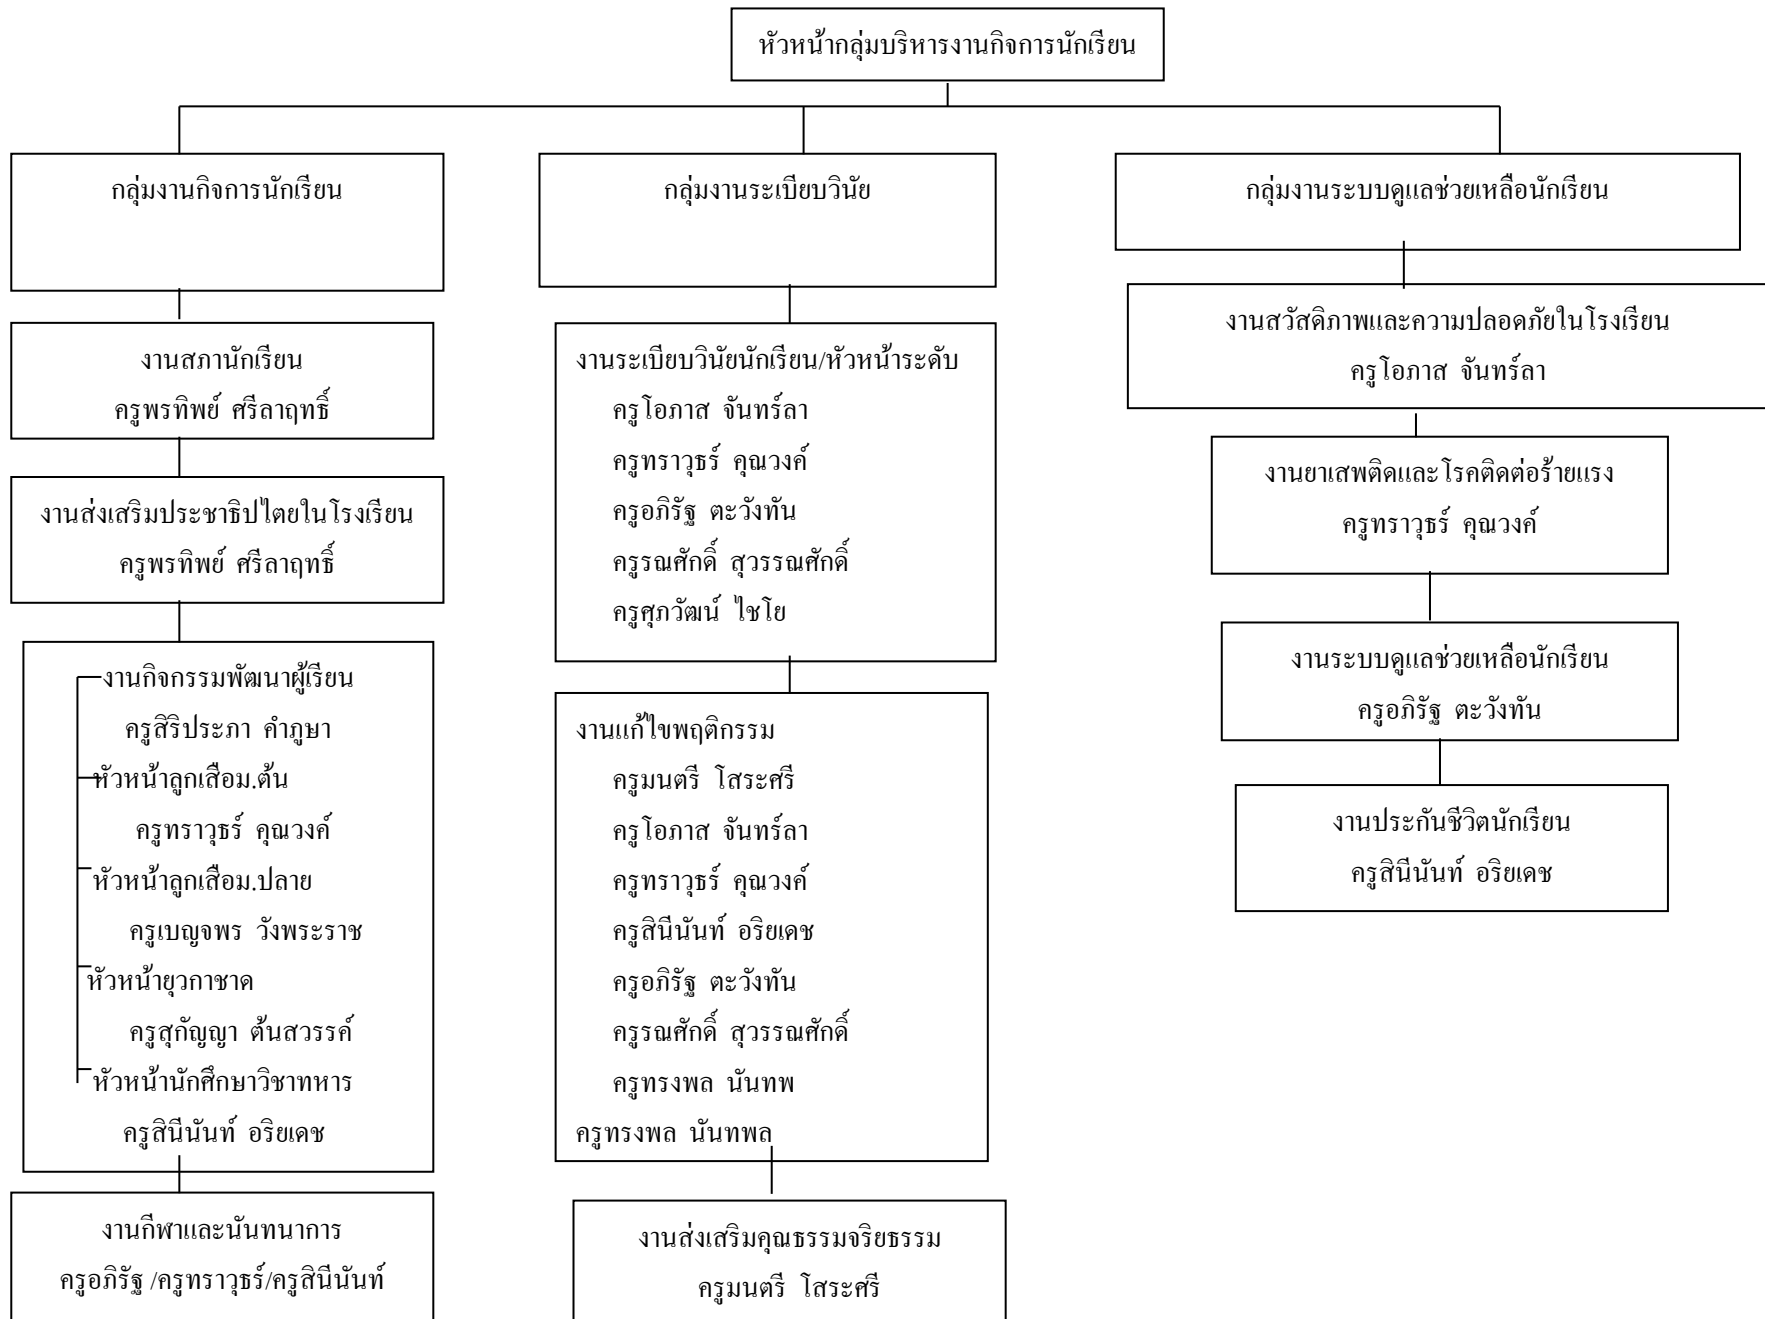 หัวหน้ากลุ่มบริหารงานกิจการนักเรียน
กลุ่มงานกิจการนักเรียน
งานสภานักเรียน
ครูพรทิพย์ ศรีลาฤทธิ์
งานส่งเสริมประชาธิปไตยในโรงเรียน
ครูพรทิพย์ ศรีลาฤทธิ์
งานกิจกรรมพัฒนาผู้เรียน
ครูสิริประภา คำภูษา
หัวหน้าลูกเสือม.ต้น
ครูทราวุธร์ คุณวงค์
หัวหน้าลูกเสือม.ปลาย
ครูเบญจพร วังพระราช
หัวหน้ายุวกาชาด
ครูสุกัญญา ต้นสวรรค์
หัวหน้านักศึกษาวิชาทหาร
ครูสินีนันท์ อริยเดช
งานกีฬาและนันทนาการ
ครูอภิรัฐ /ครูทราวุธร์/ครูสินีนันท์
กลุ่มงานระเบียบวินัย
งานระเบียบวินัยนักเรียน/หัวหน้าระดับ
ครูโอภาส จันทร์ลา
ครูทราวุธร์ คุณวงค์
ครูอภิรัฐ ตะวังทัน
ครูรณศักดิ์ สุวรรณศักดิ์
ครูศุภวัฒน์ ไชโย
งานแก้ไขพฤติกรรม
ครูมนตรี โสระศรี
ครูโอภาส จันทร์ลา
ครูทราวุธร์ คุณวงค์
ครูสินีนันท์ อริยเดช
ครูอภิรัฐ ตะวังทัน
ครูรณศักดิ์ สุวรรณศักดิ์
ครูทรงพล นันทพ
ครูทรงพล นันทพล
งานส่งเสริมคุณธรรมจริยธรรม
ครูมนตรี โสระศรี
กลุ่มงานระบบดูแลช่วยเหลือนักเรียน
งานสวัสดิภาพและความปลอดภัยในโรงเรียน
ครูโอภาส จันทร์ลา
งานยาเสพติดและโรคติดต่อร้ายแรง
ครูทราวุธร์ คุณวงค์
งานระบบดูแลช่วยเหลือนักเรียน
ครูอภิรัฐ ตะวังทัน
งานประกันชีวิตนักเรียน
ครูสินีนันท์ อริยเดช